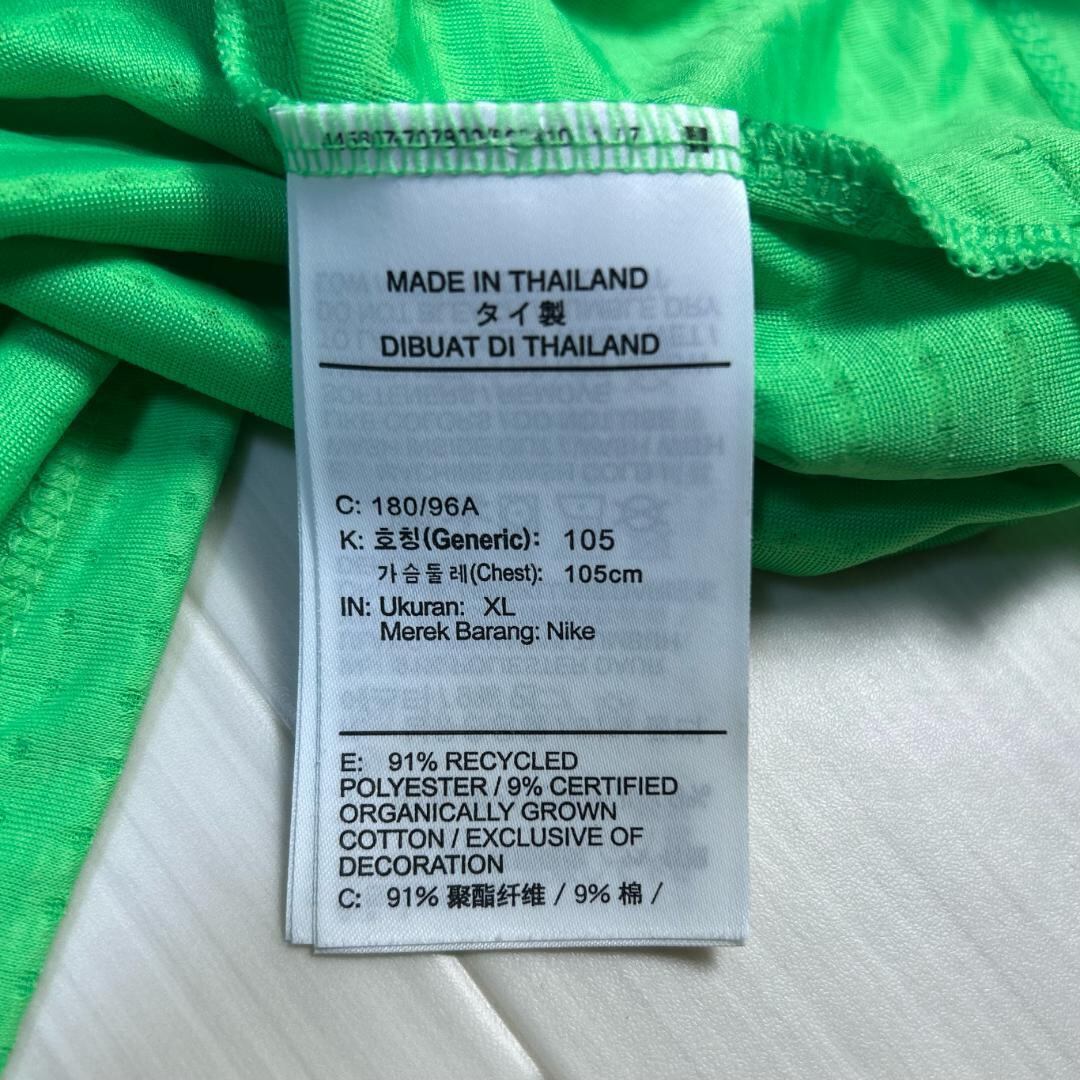 MADE IN THAILAND
タイ製
DIBUAT DI THAILAND
C: 180/96A
K: 호칭(Generic): 105
가슴둘레(Chest): 105cm
IN: Ukuran: XL
Merek Barang: Nike
E: 91% RECYCLED
POLYESTER / 9% CERTIFIED
ORGANICALLY GROWN
COTTON / EXCLUSIVE OF
DECORATION
C: 91% 聚酯纤维 / 9% 棉 /